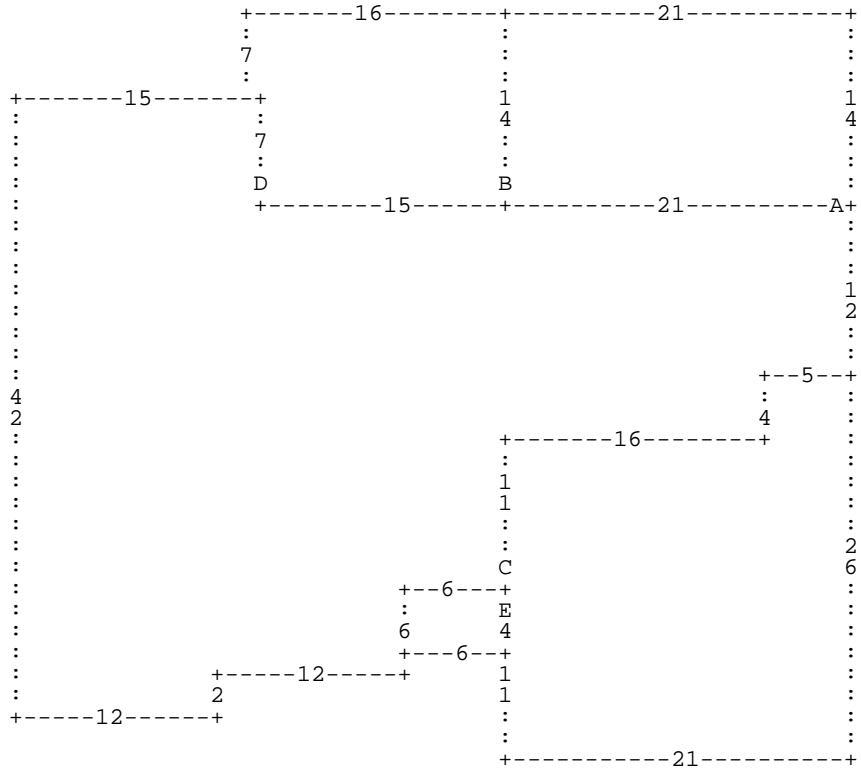 +-------16--------+----------21-----------+
:                 :                       :
7                 :                       :
:                 :                       :
+-------15-------+                1                       1
:                :                4                       4
:                7                :                       :
:                :                :                       :
:                D                B                       :
:                +--------15------+----------21----------A+
:                                                         :
:                                                         :
:                                                         :
:                                                         1
:                                                         2
:                                                         :
:                                                         :
:                                                   +--5--+
4                                                   :     :
2                                                   4     :
:                                 +-------16--------+     :
:                                 :                       :
:                                 1                       :
:                                 1                       :
:                                 :                       :
:                                 :                       2
:                                 C                       6
:                          +--6---+                       :
:                          :      E                       :
:                          6      4                       :
:                          +---6--+                       :
:             +-----12-----+      1                       :
:             2                   1                       :
+-----12------+                   :                       :
:                       :
+----------21-----------+